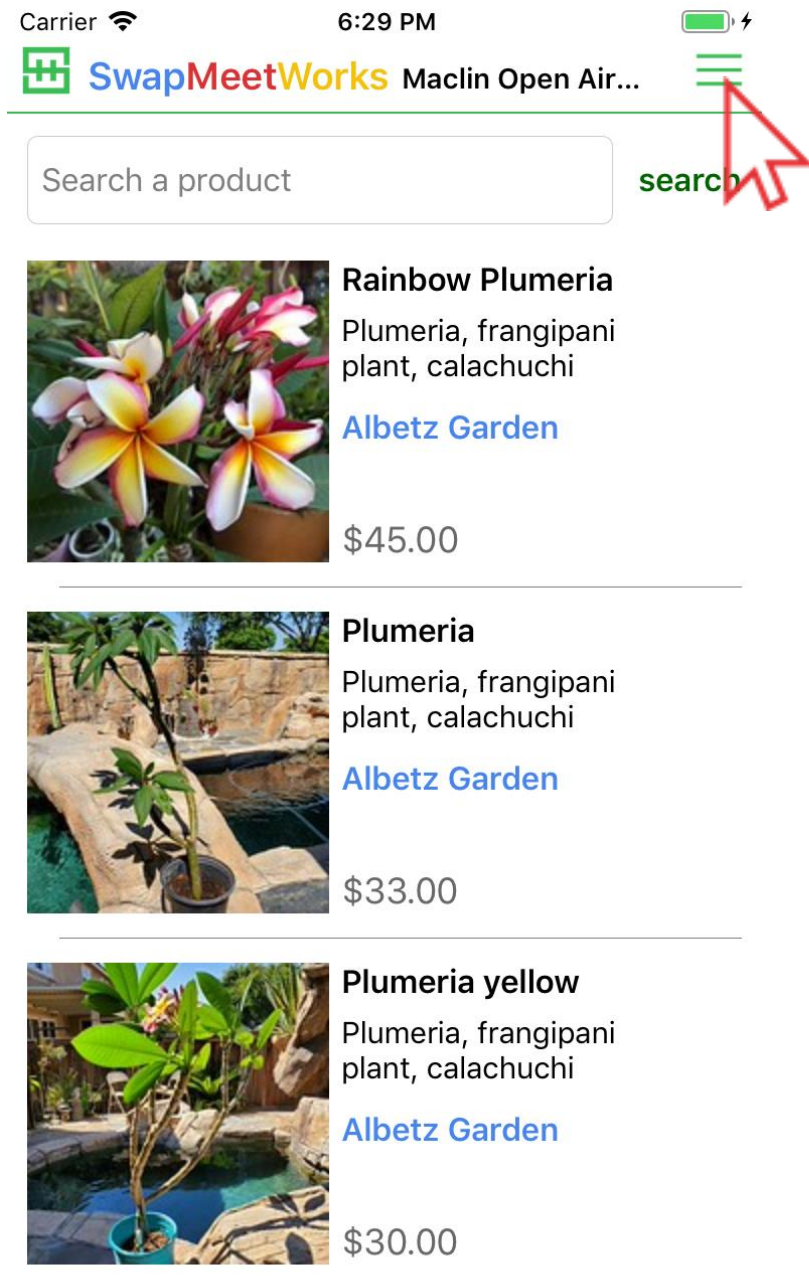 Carrier 6:29 PM
SwapMeetWorks Maclin Open Air...
Search a product search
Rainbow Plumeria
Plumeria, frangipani
plant, calachuchi
Albetz Garden
$45.00
Plumeria
Plumeria, frangipani
plant, calachuchi
Albetz Garden
$33.00
Plumeria yellow
Plumeria, frangipani
plant, calachuchi
Albetz Garden
$30.00